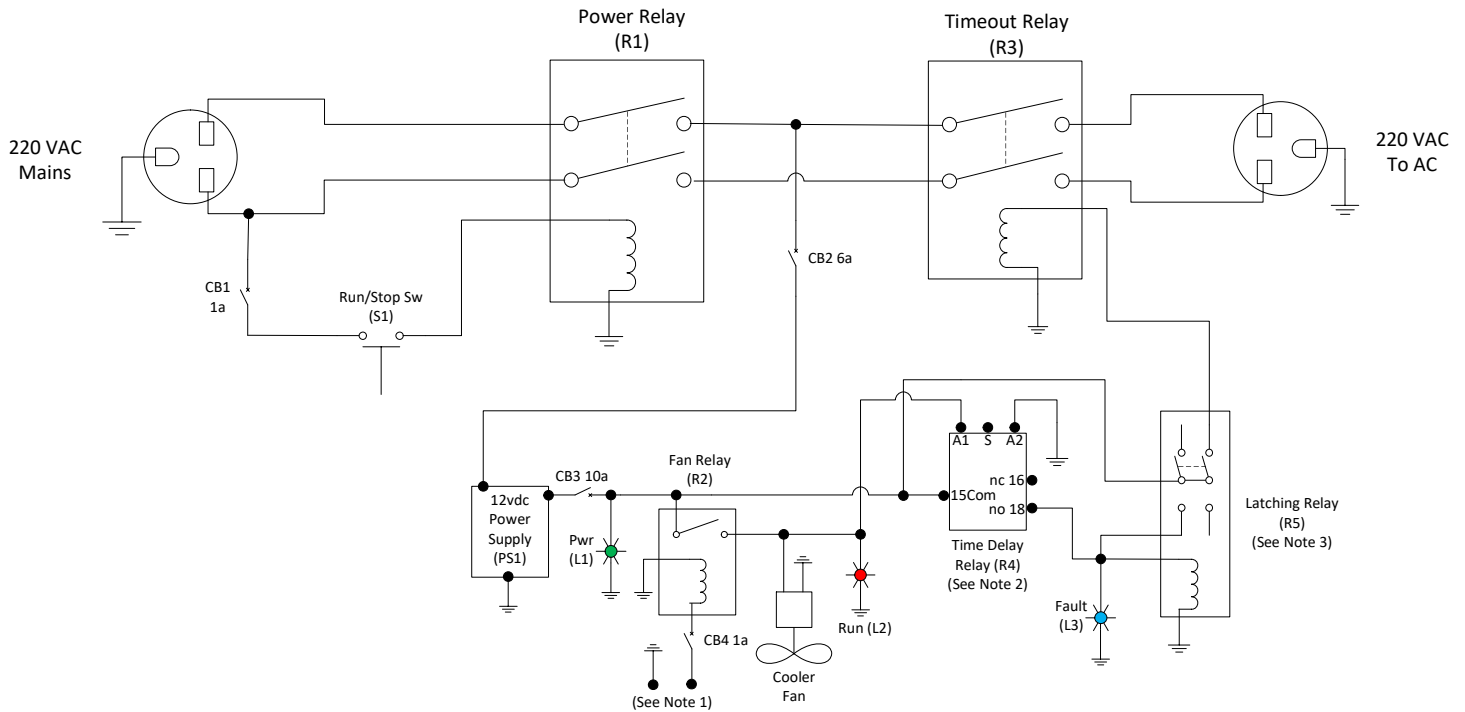 Power Relay
(R1)
Timeout Relay
(R3)
220 VAC
Mains
220 VAC
To AC
CB1
1a
Run/Stop Sw
(S1)
CB2 6a
12vdc
Power
Supply
(PS1)
CB3 10a
Pwr
(L1)
Fan Relay
(R2)
CB4 1a
(See Note 1)
Cooler
Fan
Run (L2)
A1
S
A2
15Com
nc 16
no 18
Time Delay
Relay (R4)
(See Note 2)
Fault
(L3)
Latching Relay
(R5)
(See Note 3)